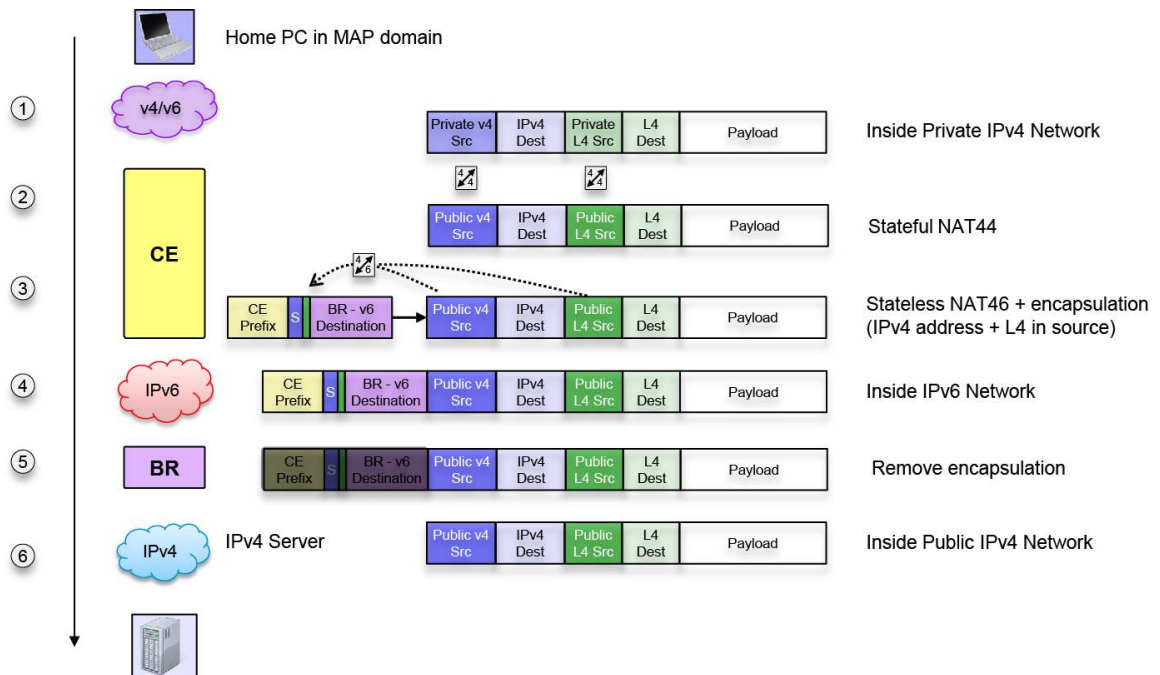 Home PC in MAP domain
1
v4/v6
Private v4 Src
IPv4 Dest
Private L4 Src
L4 Dest
Payload
Inside Private IPv4 Network
4 4
4 4
2
CE
Public v4 Src
IPv4 Dest
Public L4 Src
L4 Dest
Payload
Stateful NAT44
4 6
3
CE Prefix
S
BR - v6 Destination
Public v4 Src
IPv4 Dest
Public L4 Src
L4 Dest
Payload
Stateless NAT46 + encapsulation
(IPv4 address + L4 in source)
4
IPv6
CE Prefix
S
BR - v6 Destination
Public v4 Src
IPv4 Dest
Public L4 Src
L4 Dest
Payload
Inside IPv6 Network
5
BR
CE Prefix
S
BR - v6 Destination
Public v4 Src
IPv4 Dest
Public L4 Src
L4 Dest
Payload
Remove encapsulation
6
IPv4
IPv4 Server
Public v4 Src
IPv4 Dest
Public L4 Src
L4 Dest
Payload
Inside Public IPv4 Network